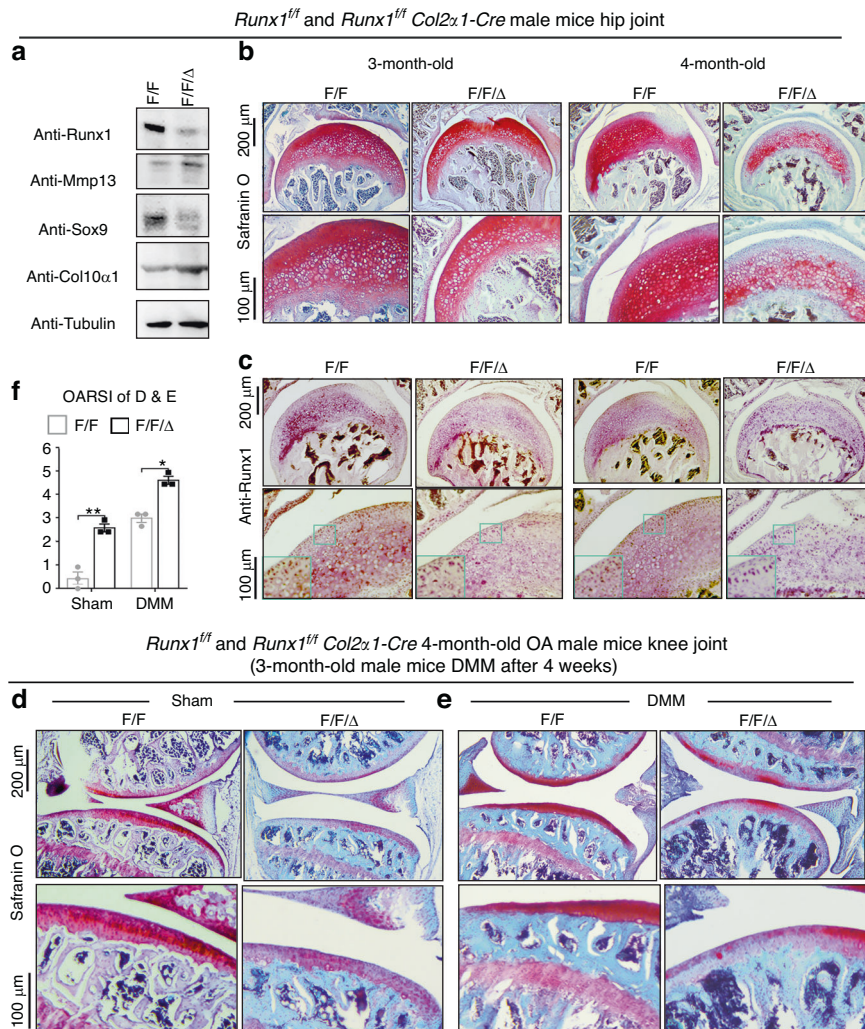 Runx1f/f and Runx1f/f Col2α1-Cre male mice hip joint
a
F/F
F/F/Δ
Anti-Runx1
Anti-Mmp13
Anti-Sox9
Anti-Col10α1
Anti-Tubulin
b
3-month-old
4-month-old
F/F
F/F/Δ
F/F
F/F/Δ
200 μm
Safranin O
100 μm
c
F/F
F/F/Δ
F/F
F/F/Δ
200 μm
Anti-Runx1
100 μm
f
OARSI of D & E
F/F
F/F/Δ
6
5
4
3
2
1
0
**
*
Sham
DMM
Runx1f/f and Runx1f/f Col2α1-Cre 4-month-old OA male mice knee joint
(3-month-old male mice DMM after 4 weeks)
d
Sham
F/F
F/F/Δ
200 μm
Safranin O
100 μm
e
DMM
F/F
F/F/Δ